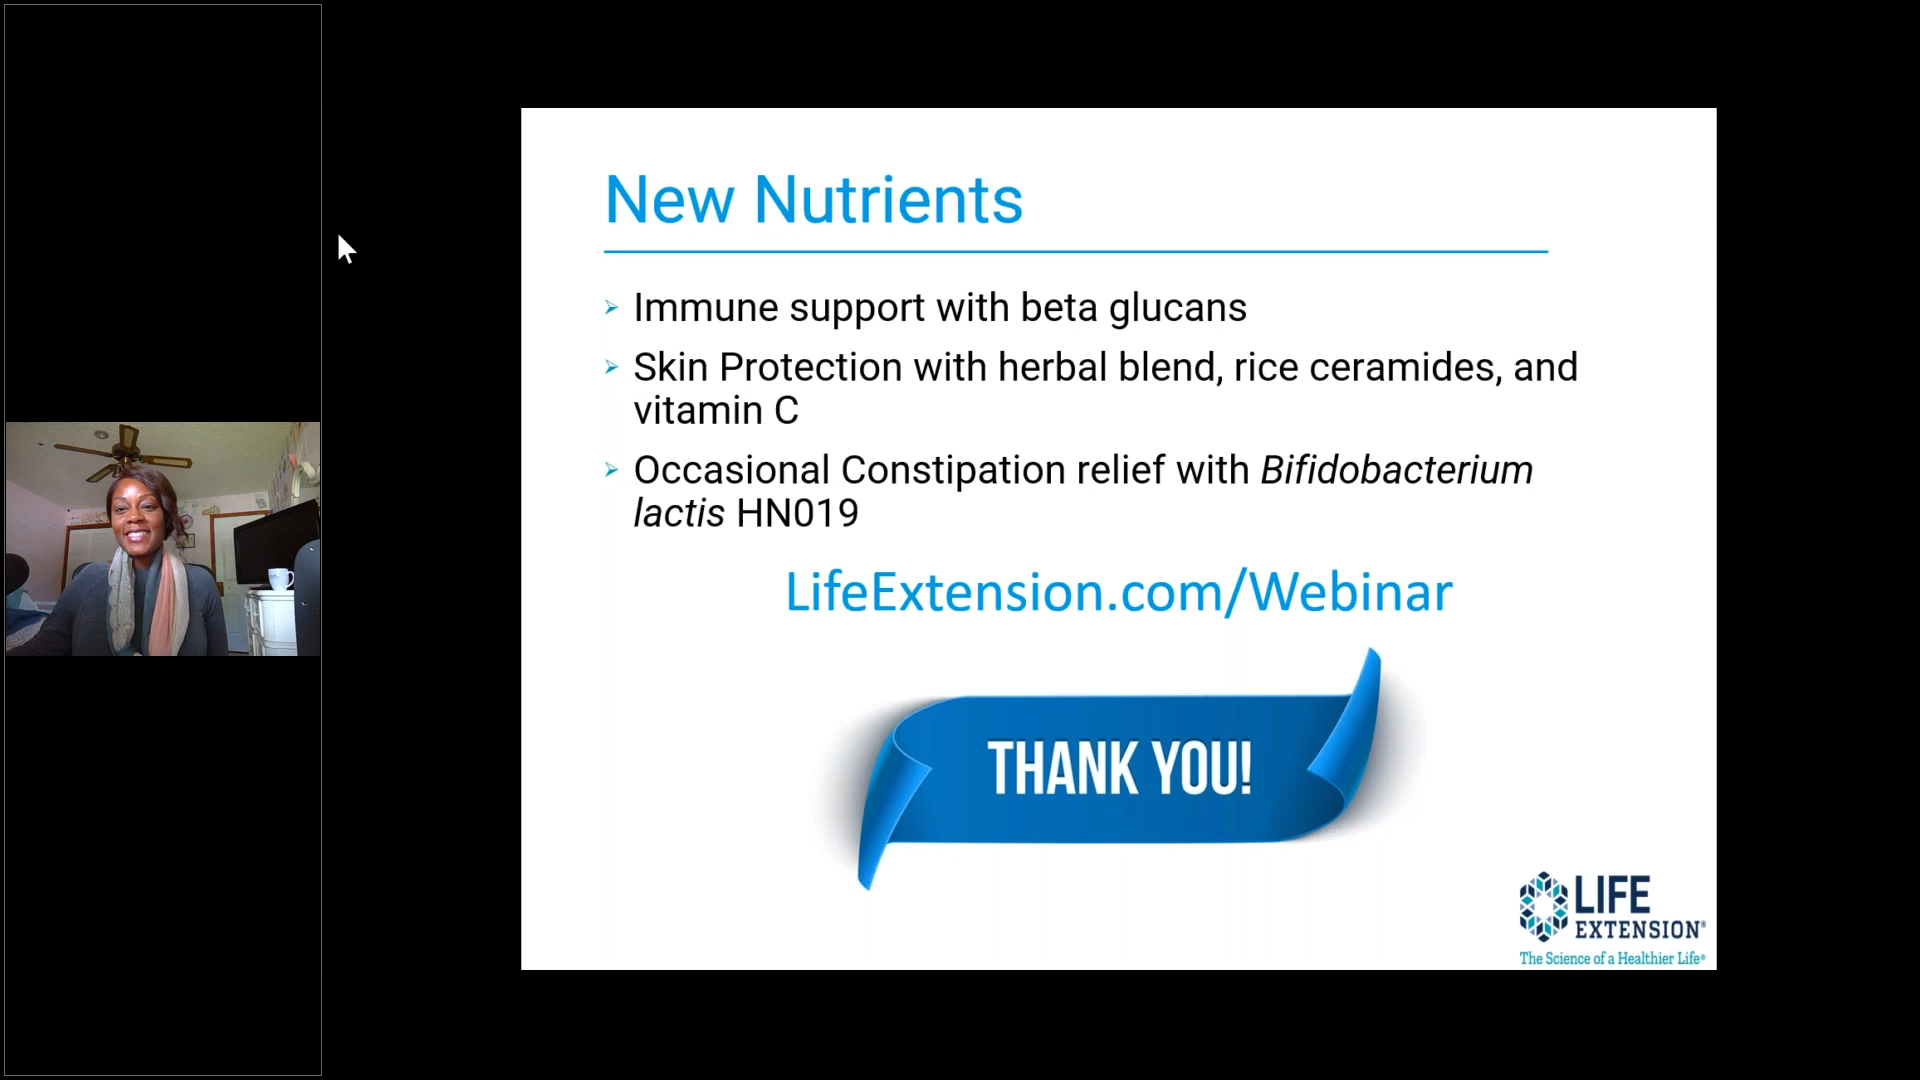 New Nutrients
Immune support with beta glucans
Skin Protection with herbal blend, rice ceramides, and
vitamin C
Occasional Constipation relief with Bifidobacterium
lactis HN019
LifeExtension.com/Webinar
THANK YOU!
LIFE
EXTENSION®
The Science of a Healthier Life®